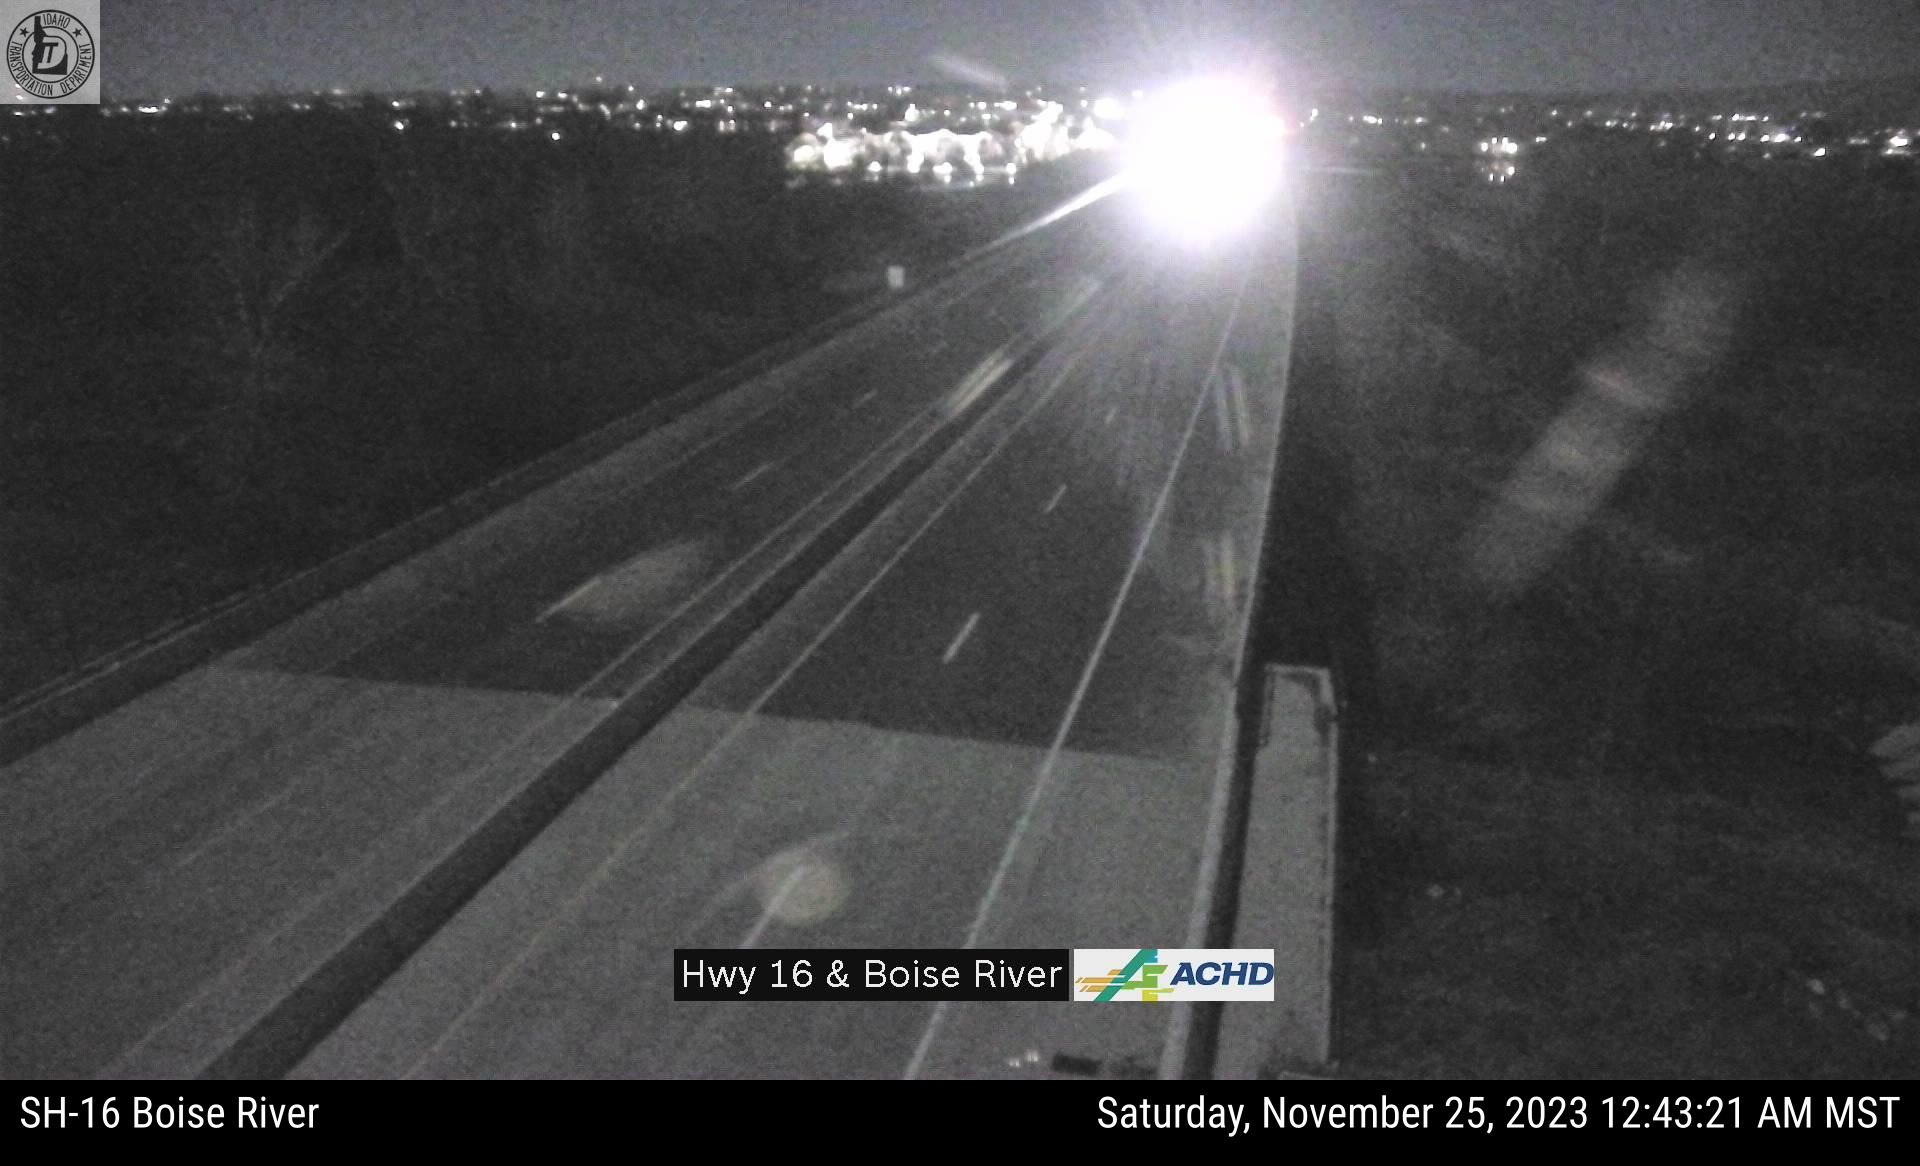 IDAHO
TRANSPORTATION DEPARTMENT
Hwy 16 & Boise River
ACHD
SH-16 Boise River
Saturday, November 25, 2023 12:43:21 AM MST